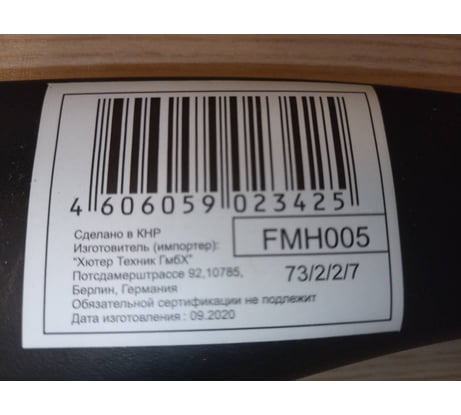 4 606059 023425
Сделано в КНР
Изготовитель (импортер):
"Хютер Техник ГмбХ"
Потсдамерштрассе 92,10785,
Берлин, Германия
Обязательной сертификации не подлежит
Дата изготовления : 09.2020
FMH005
73/2/2/7